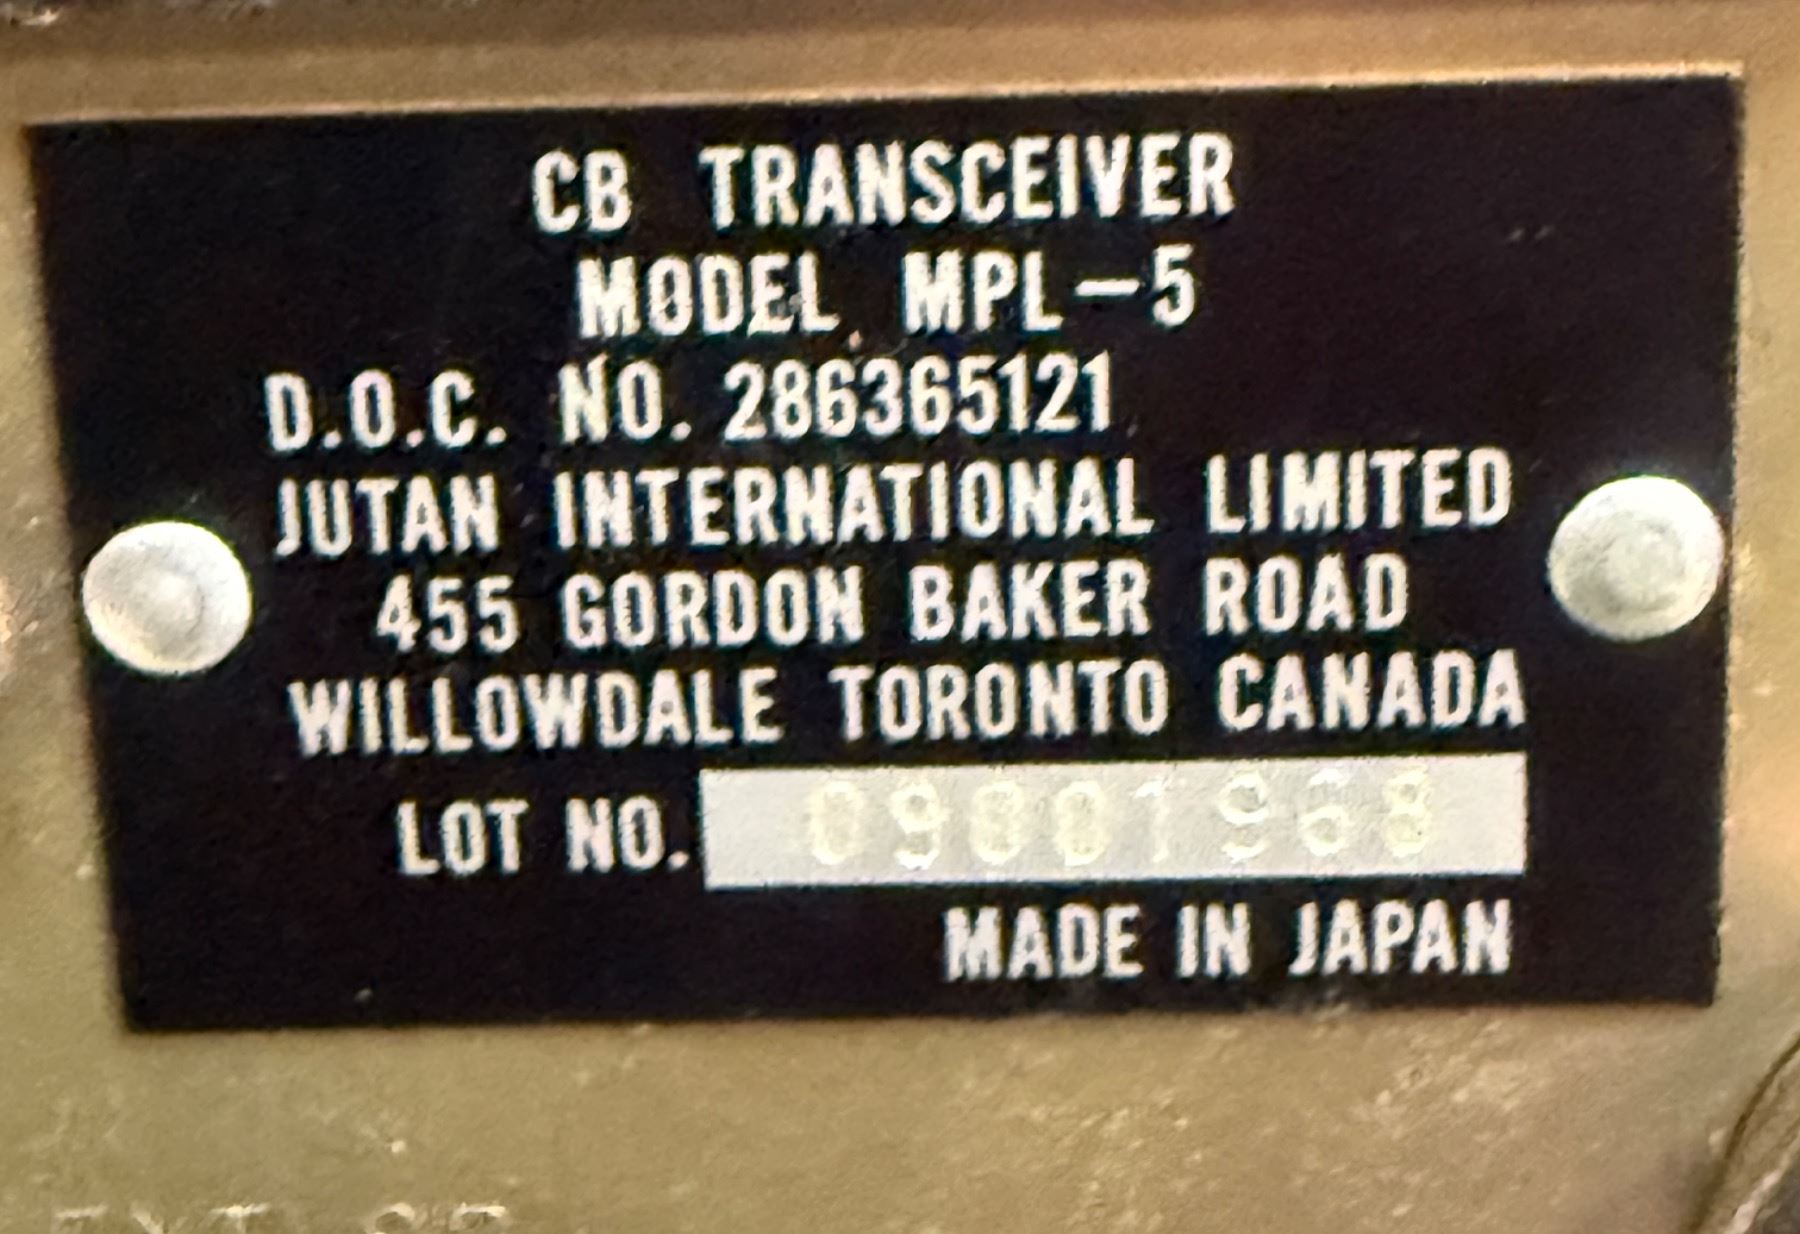 CB TRANSCEIVER
MODEL MPL-5
D.O.C. NO. 286365121
JUTAN INTERNATIONAL LIMITED
455 GORDON BAKER ROAD
WILLOWDALE TORONTO CANADA
LOT NO.
MADE IN JAPAN